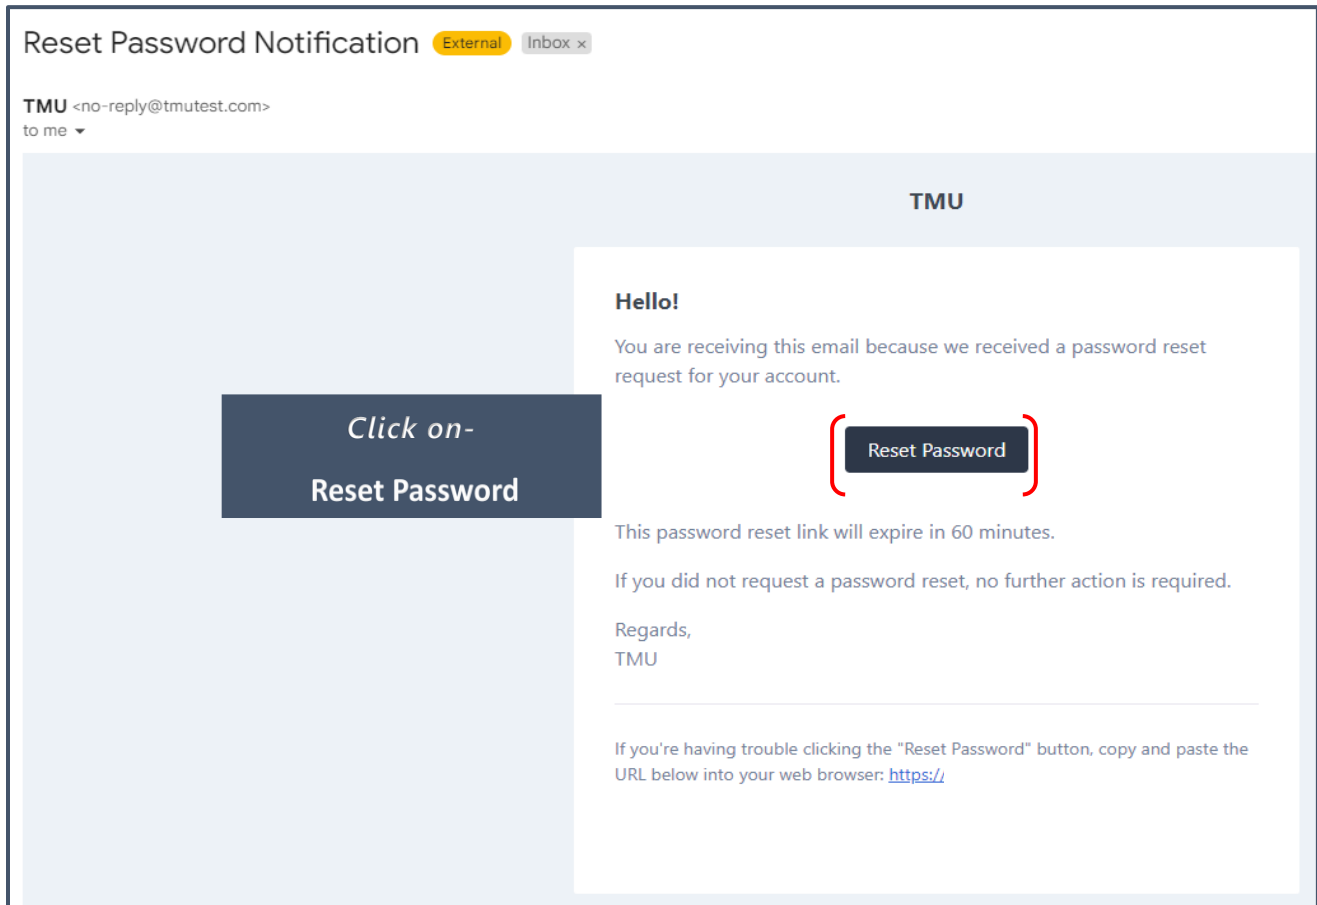 Reset Password Notification External Inbox ×
TMU <no-reply@tmutest.com>
to me
TMU
Hello!
You are receiving this email because we received a password reset
request for your account.
Click on-
Reset Password
Reset Password
This password reset link will expire in 60 minutes.
If you did not request a password reset, no further action is required.
Regards,
TMU
If you're having trouble clicking the "Reset Password" button, copy and paste the
URL below into your web browser: https://